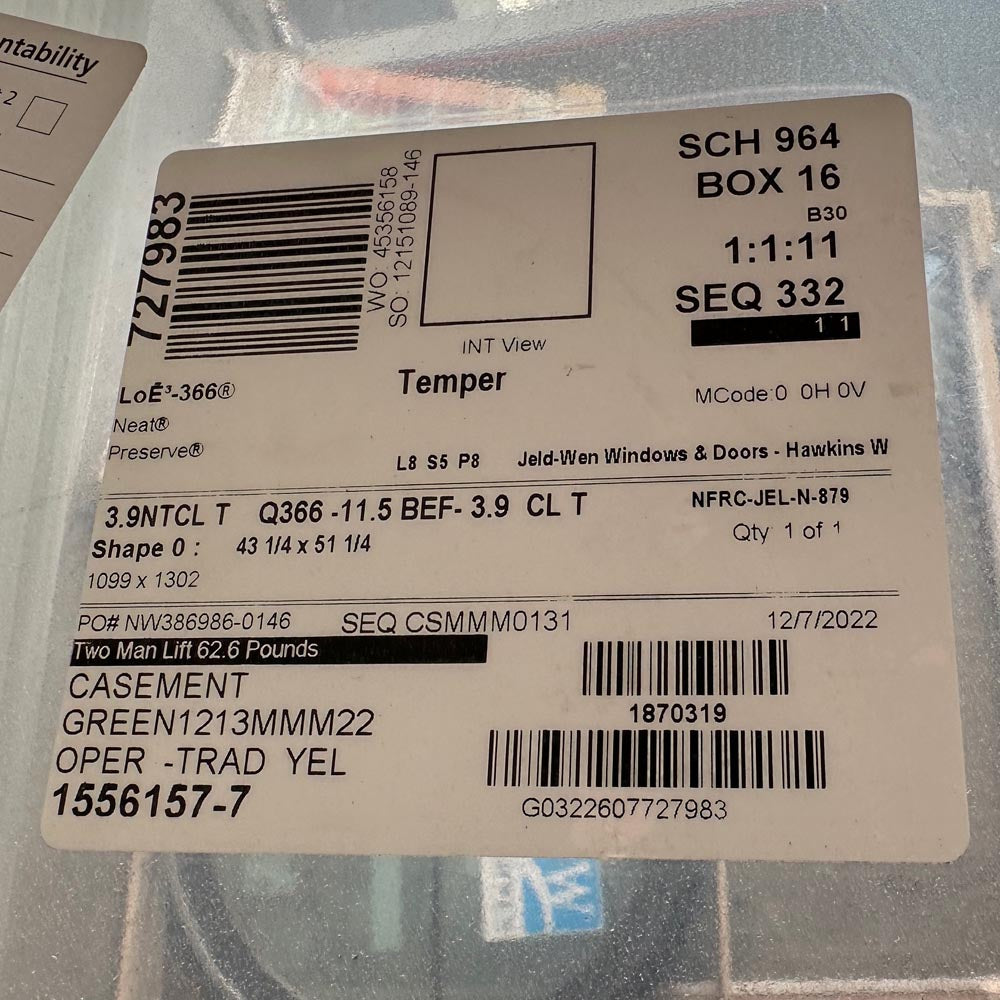 ntability
2
727983
WO: 45356158
SO: 12151089-146
INT View
SCH 964
BOX 16
B30
1:1:11
SEQ 332
1 1
LoĒ³-366®
Neat®
Preserve®
Temper
MCode:0 0H 0V
L8 S5 P8 Jeld-Wen Windows & Doors - Hawkins W
3.9NTCL T Q366 -11.5 BEF- 3.9 CL T
NFRC-JEL-N-879
Shape 0 : 43 1/4 x 51 1/4
Qty 1 of 1
1099 x 1302
PO# NW386986-0146 SEQ CSMMM0131 12/7/2022
Two Man Lift 62.6 Pounds
CASEMENT
GREEN1213MMM22
1870319
OPER -TRAD YEL
1556157-7
G0322607727983